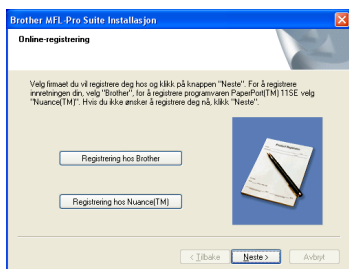 Brother MFL-Pro Suite Installasjon
Online-registrering
Velg firmaet du vil registrere deg hos og klikk på knappen "Neste". For å registrere
innretningen din, velg "Brother", for å registrere programvaren PaperPort(TM) 11SE velg
"Nuance(TM)". Hvis du ikke ønsker å registrere deg nå, klikk "Neste".
Registrering hos Brother
Registrering hos Nuance(TM)
< Tilbake Neste > Avbryt